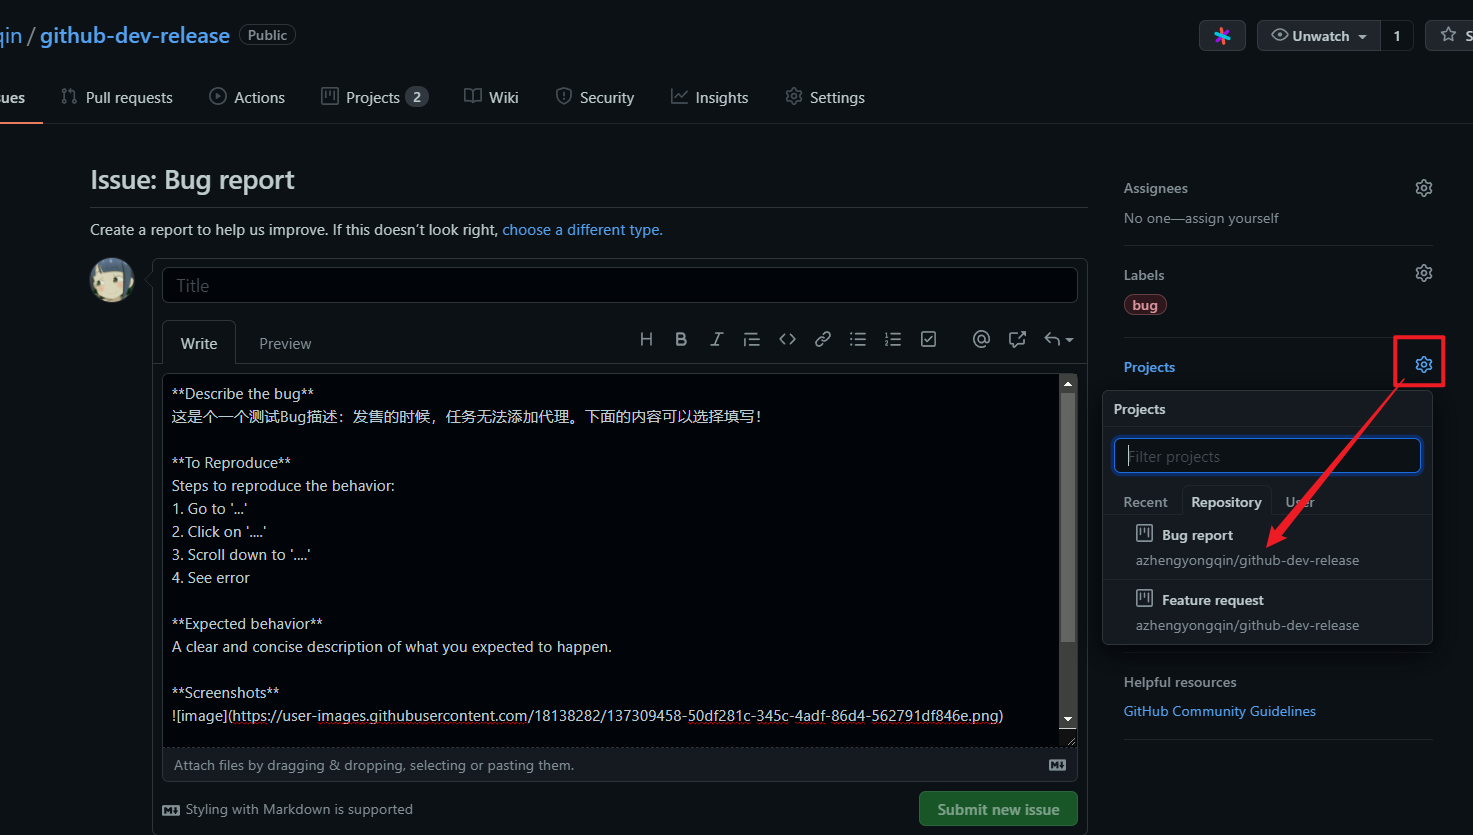 qin / github-dev-release Public
Unwatch 1
sues Pull requests Actions Projects 2 Wiki Security Insights Settings
Issue: Bug report
Create a report to help us improve. If this doesn’t look right, choose a different type.
Title
Write Preview
**Describe the bug**
这是个一个测试Bug描述：发售的时候，任务无法添加代理。下面的内容可以选择填写！
**To Reproduce**
Steps to reproduce the behavior:
1. Go to '...'
2. Click on '....'
3. Scroll down to '....'
4. See error
**Expected behavior**
A clear and concise description of what you expected to happen.
**Screenshots**
![image](https://user-images.githubusercontent.com/18138282/137309458-50df281c-345c-4adf-86d4-562791df846e.png)
Attach files by dragging & dropping, selecting or pasting them.
Styling with Markdown is supported
Submit new issue
Assignees
No one—assign yourself
Labels
bug
Projects
Projects
Filter projects
Recent Repository User
Bug report
azhengyongqin/github-dev-release
Feature request
azhengyongqin/github-dev-release
Helpful resources
GitHub Community Guidelines